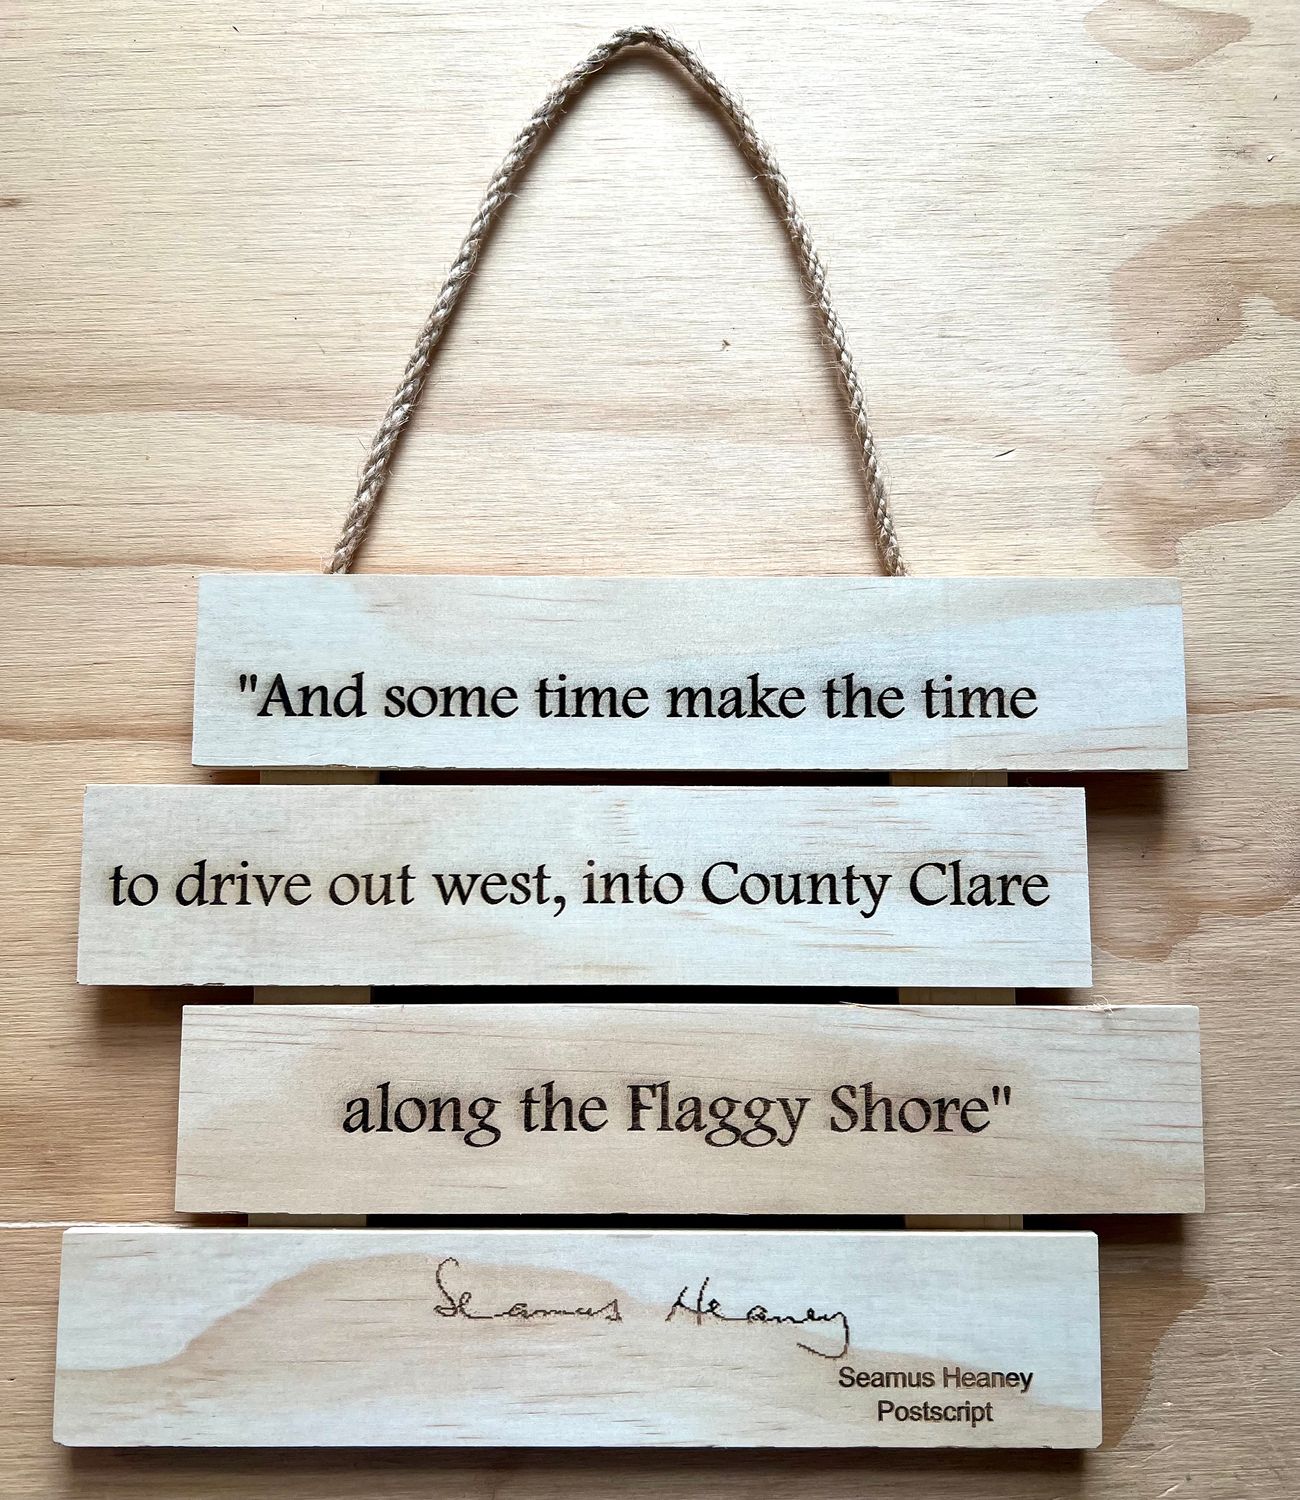 "And some time make the time
to drive out west, into County Clare
along the Flaggy Shore"
Seamus Heaney
Seamus Heaney
Postscript